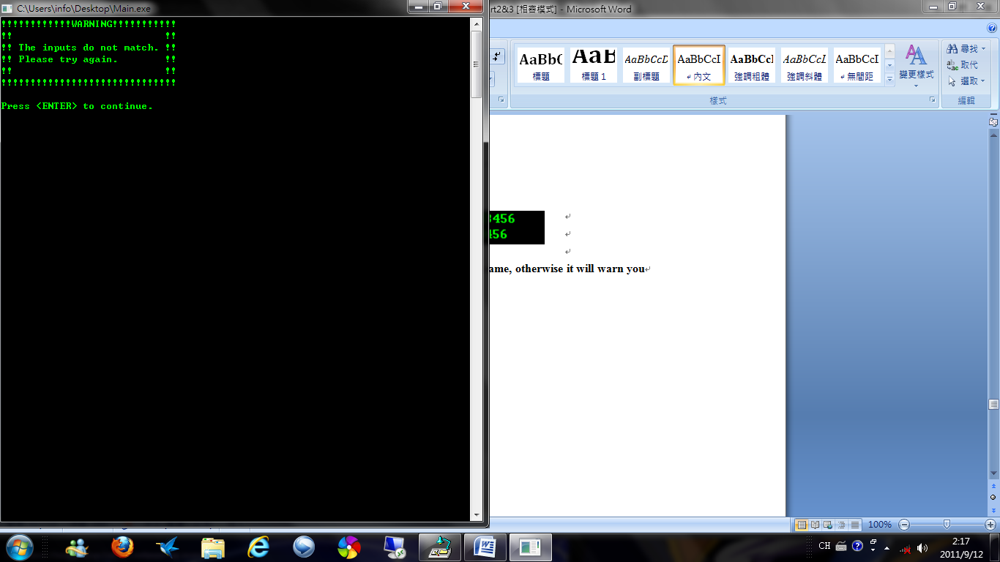 C:\Users\info\Desktop\Main.exe
!!!!!!!!!!!!WARNING!!!!!!!!!!!
!!                          !!
!! The inputs do not match. !!
!! Please try again.        !!
!!                          !!
!!!!!!!!!!!!!!!!!!!!!!!!!!!!!!
Press <ENTER> to continue.
rt2&3 [相容模式] - Microsoft Word
AaBbC AaB AaBbCcD AaBbCcI AaBbCcI AaBbCcI AaBbCcI
標題 標題 1 副標題 ↲ 內文 強調粗體 強調斜體 ↲ 無間距
變更樣式
尋找
取代
選取
樣式
編輯
3456
456
ame, otherwise it will warn you
100%
CH
2:17
2011/9/12